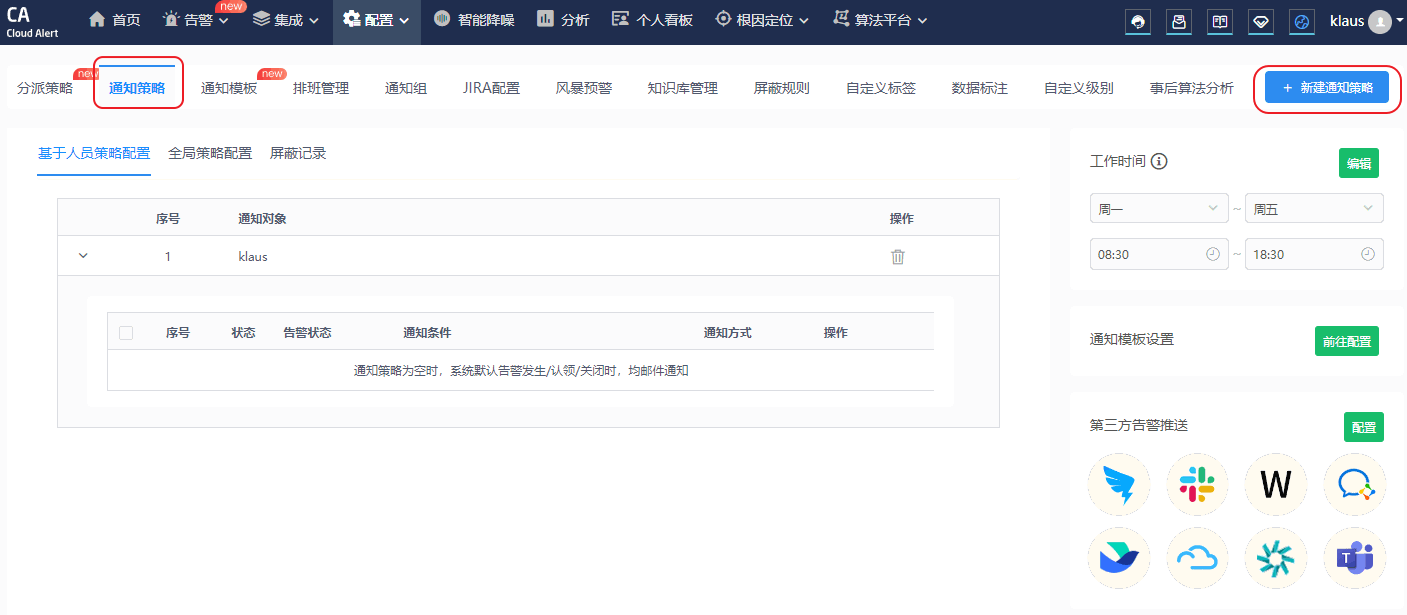 CA
Cloud Alert
首页
告警
new
集成
配置
智能降噪
分析
个人看板
根因定位
算法平台
klaus
分派策略
new
通知策略
通知模板
new
排班管理
通知组
JIRA配置
风暴预警
知识库管理
屏蔽规则
自定义标签
数据标注
自定义级别
事后算法分析
+ 新建通知策略
基于人员策略配置
全局策略配置
屏蔽记录
序号 通知对象 操作
1 klaus
序号 状态 告警状态 通知条件 通知方式 操作
通知策略为空时，系统默认告警发生/认领/关闭时，均邮件通知
工作时间
编辑
周一 ~ 周五
08:30 ~ 18:30
通知模板设置
前往配置
第三方告警推送
配置
W
T